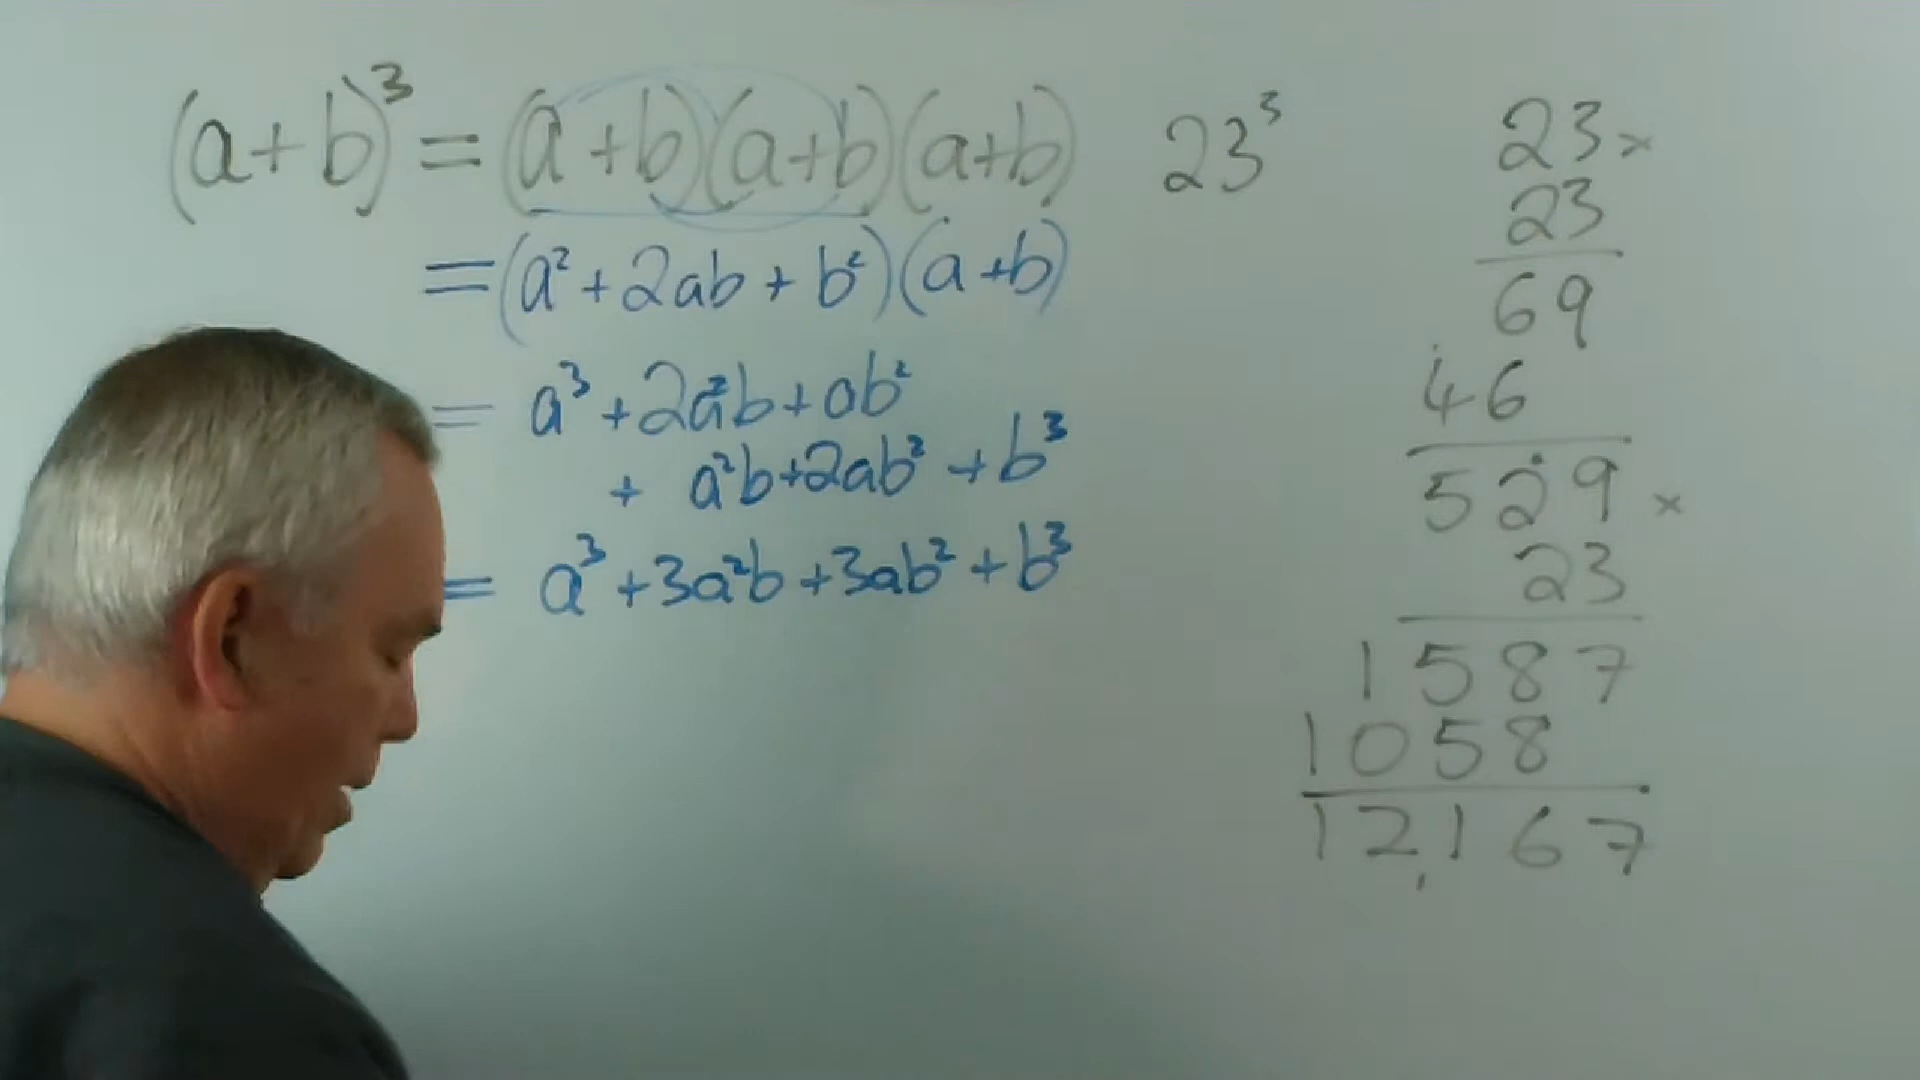 (a+b)³ = (a+b)(a+b)(a+b)
= (a² + 2ab + b²)(a+b)
= a³ + 2a²b + ab²
+ a²b + 2ab² + b³
= a³ + 3a²b + 3ab² + b³
23³
23 ×
23
69
46
529 ×
23
1587
1058
12,167